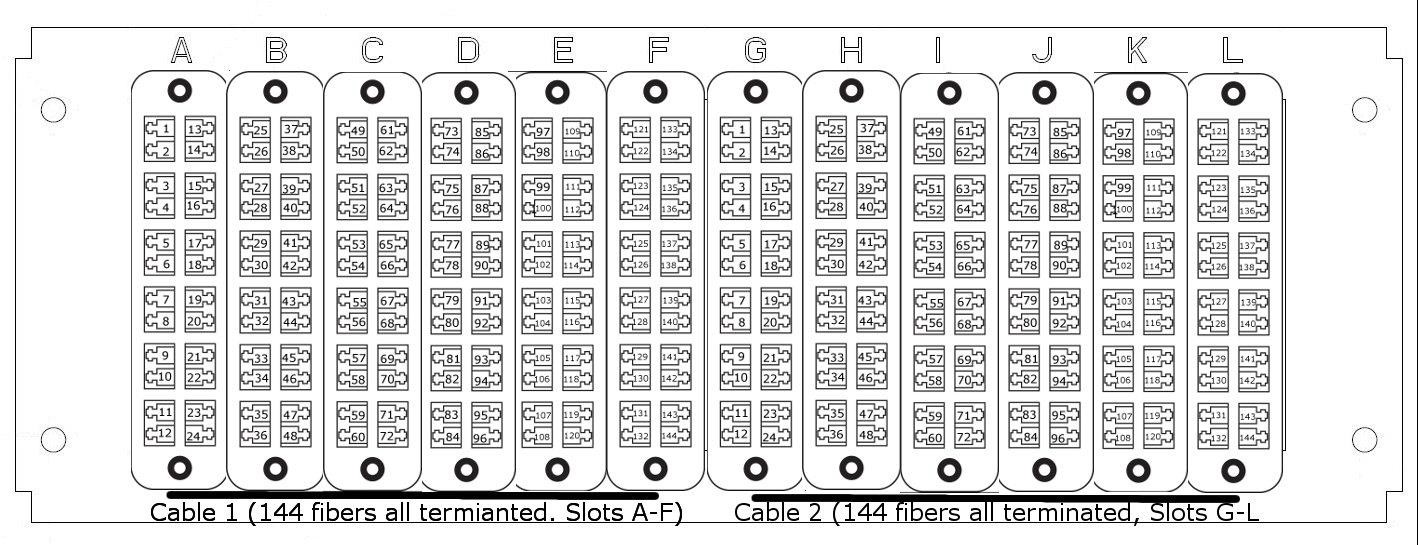 A B C D E F G H I J K L
1 13 25 37 49 61 73 85 97 109 121 133 1 13 25 37 49 61 73 85 97 109 121 133
2 14 26 38 50 62 74 86 98 110 122 134 2 14 26 38 50 62 74 86 98 110 122 134
3 15 27 39 51 63 75 87 99 111 123 135 3 15 27 39 51 63 75 87 99 111 123 135
4 16 28 40 52 64 76 88 100 112 124 136 4 16 28 40 52 64 76 88 100 112 124 136
5 17 29 41 53 65 77 89 101 113 125 137 5 17 29 41 53 65 77 89 101 113 125 137
6 18 30 42 54 66 78 90 102 114 126 138 6 18 30 42 54 66 78 90 102 114 126 138
7 19 31 43 55 67 79 91 103 115 127 139 7 19 31 43 55 67 79 91 103 115 127 139
8 20 32 44 56 68 80 92 104 116 128 140 8 20 32 44 56 68 80 92 104 116 128 140
9 21 33 45 57 69 81 93 105 117 129 141 9 21 33 45 57 69 81 93 105 117 129 141
10 22 34 46 58 70 82 94 106 118 130 142 10 22 34 46 58 70 82 94 106 118 130 142
11 23 35 47 59 71 83 95 107 119 131 143 11 23 35 47 59 71 83 95 107 119 131 143
12 24 36 48 60 72 84 96 108 120 132 144 12 24 36 48 60 72 84 96 108 120 132 144
Cable 1 (144 fibers all termianted. Slots A-F) Cable 2 (144 fibers all terminated, Slots G-L